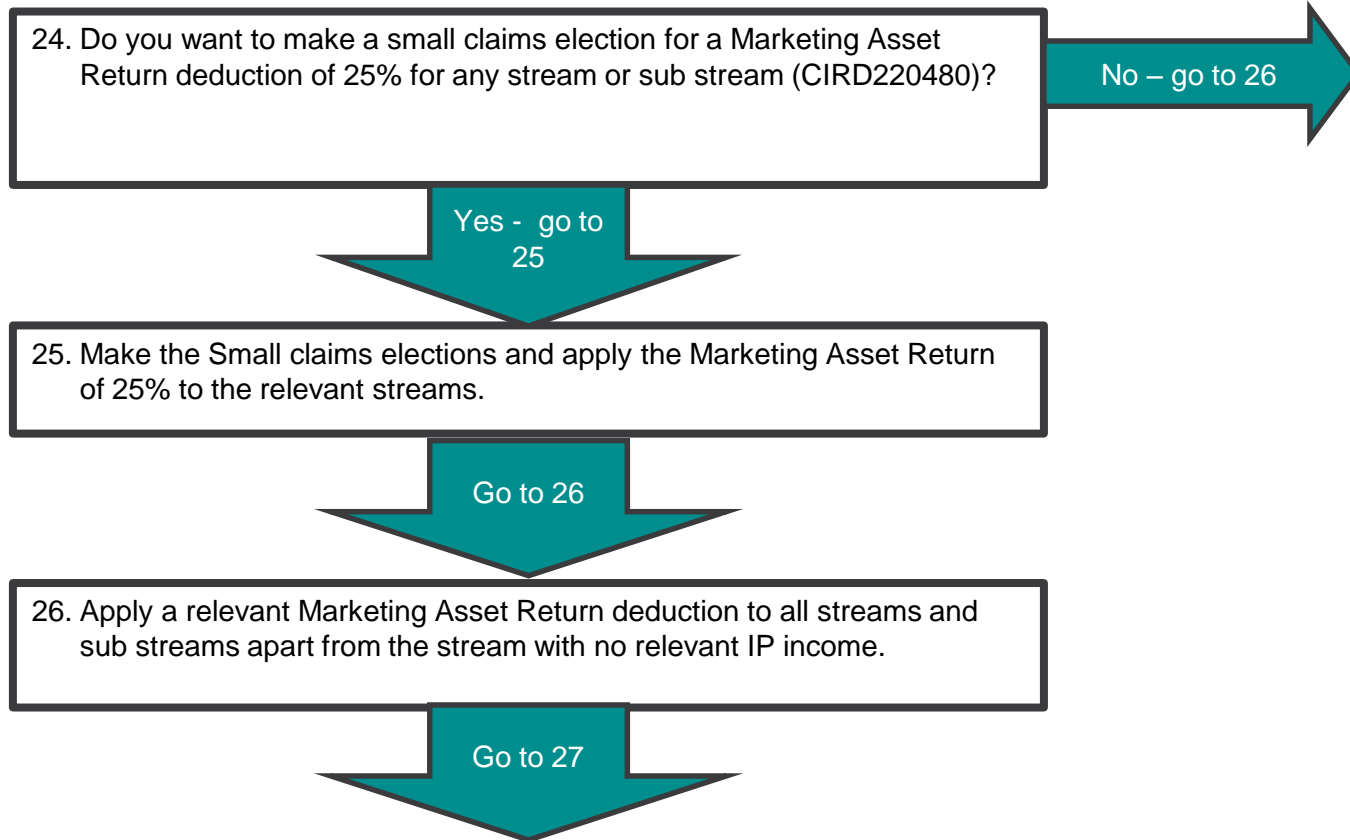 24. Do you want to make a small claims election for a Marketing Asset
Return deduction of 25% for any stream or sub stream (CIRD220480)?
No – go to 26
Yes -  go to
25
25. Make the Small claims elections and apply the Marketing Asset Return
of 25% to the relevant streams.
Go to 26
26. Apply a relevant Marketing Asset Return deduction to all streams and
sub streams apart from the stream with no relevant IP income.
Go to 27